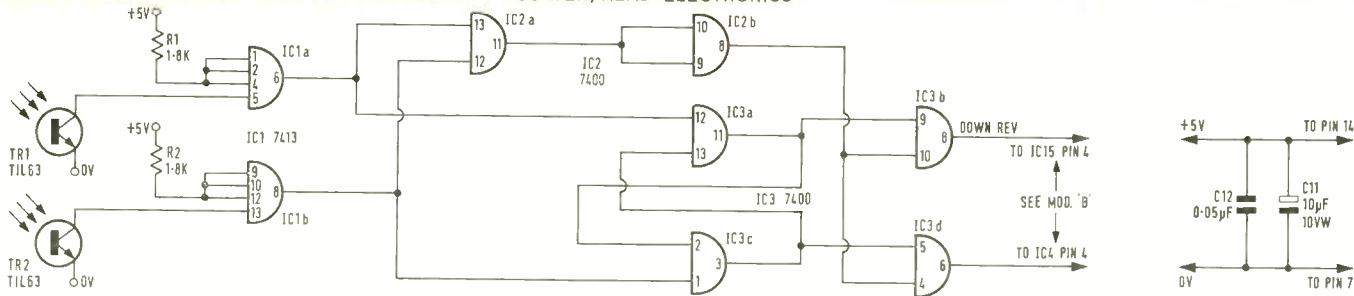 +5V
R1
1·8K
1
2
4
5
6
IC1a
TR1
TIL63
0V
+5V
R2
1·8K
IC1 7413
9
10
12
13
8
IC1b
TR2
TIL63
0V
13
12
11
IC2a
IC2
7400
10
9
8
IC2b
12
13
11
IC3a
IC3 7400
2
1
3
IC3c
9
10
8
IC3b
DOWN REV
TO IC15 PIN 4
SEE MOD. 'B'
TO IC4 PIN 4
5
4
6
IC3d
+5V
TO PIN 14
C12
0·05µF
C11
10µF
10VW
0V
TO PIN 7